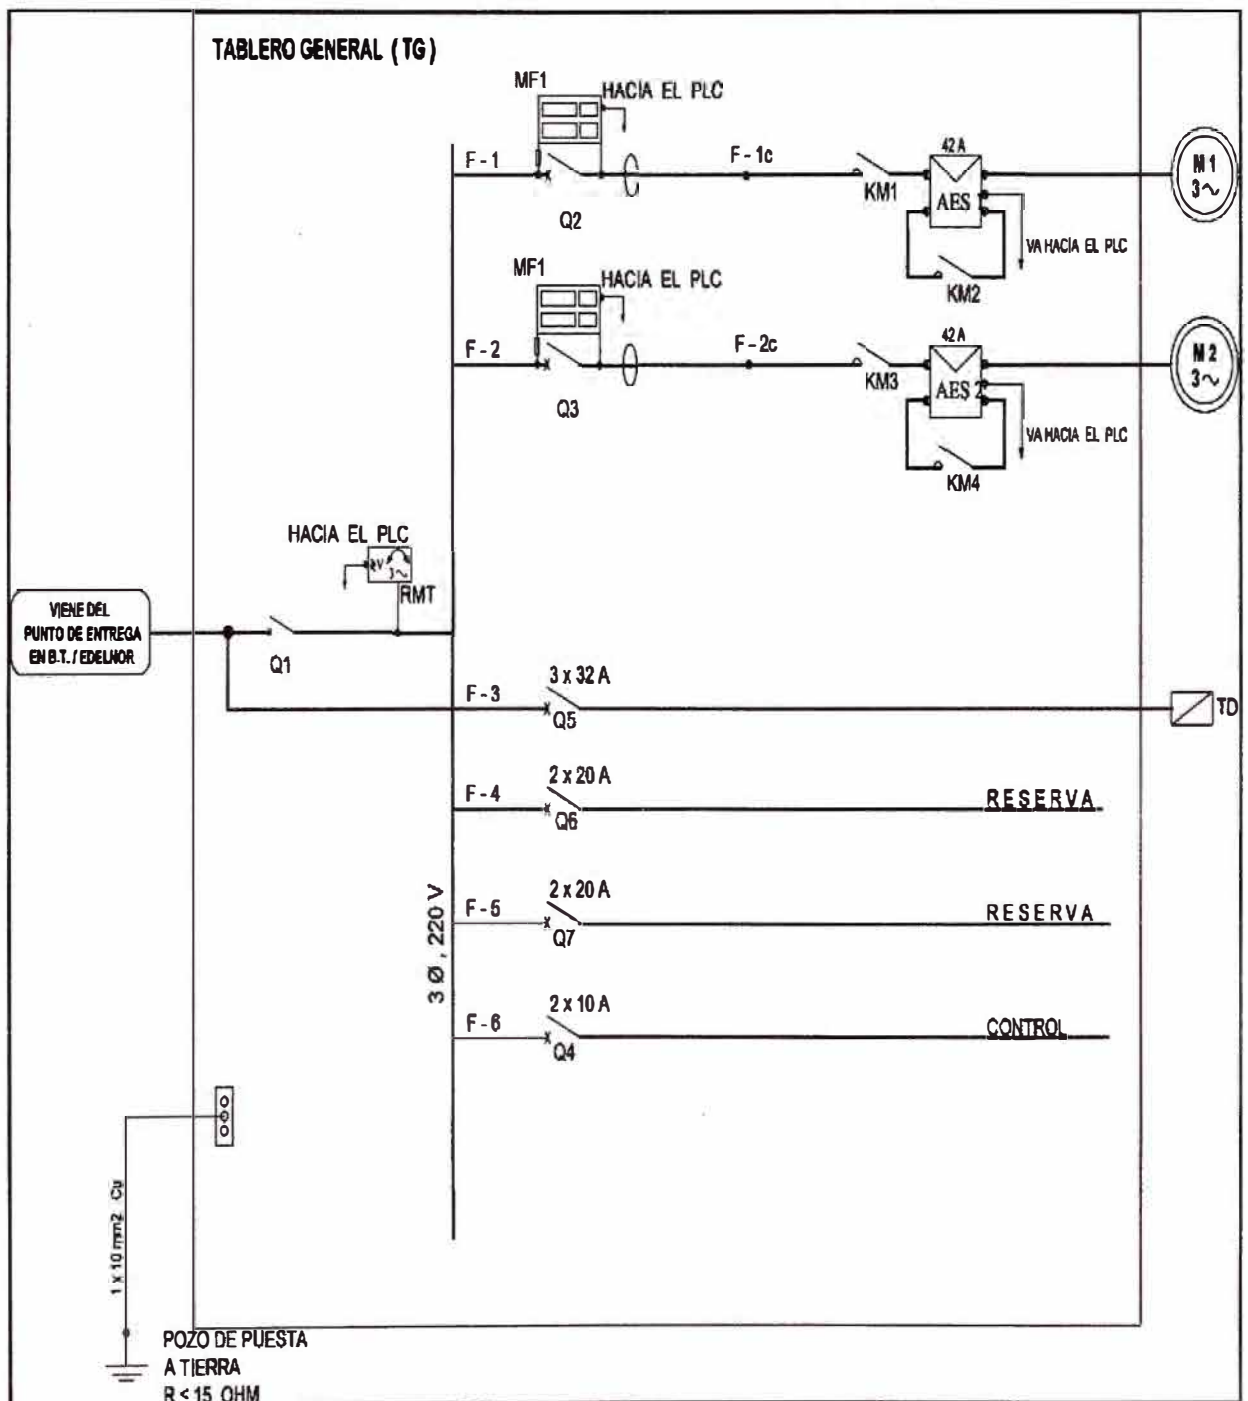 TABLERO GENERAL ( TG )
MF1
HACIA EL PLC
F - 1
Q2
F - 1c
KM1
42 A
AES 1
VA HACIA EL PLC
KM2
M 1
3∿
MF1
HACIA EL PLC
F - 2
Q3
F - 2c
KM3
42 A
AES 2
VA HACIA EL PLC
KM4
M 2
3∿
HACIA EL PLC
3∿
RMT
VIENE DEL
PUNTO DE ENTREGA
EN B.T. / EDELNOR
Q1
F - 3
3 x 32 A
Q5
TD
F - 4
2 x 20 A
Q6
RESERVA
F - 5
2 x 20 A
Q7
RESERVA
3 Ø , 220 V
F - 6
2 x 10 A
Q4
CONTROL
1 x 10 mm2 Cu
POZO DE PUESTA
A TIERRA
R < 15 OHM